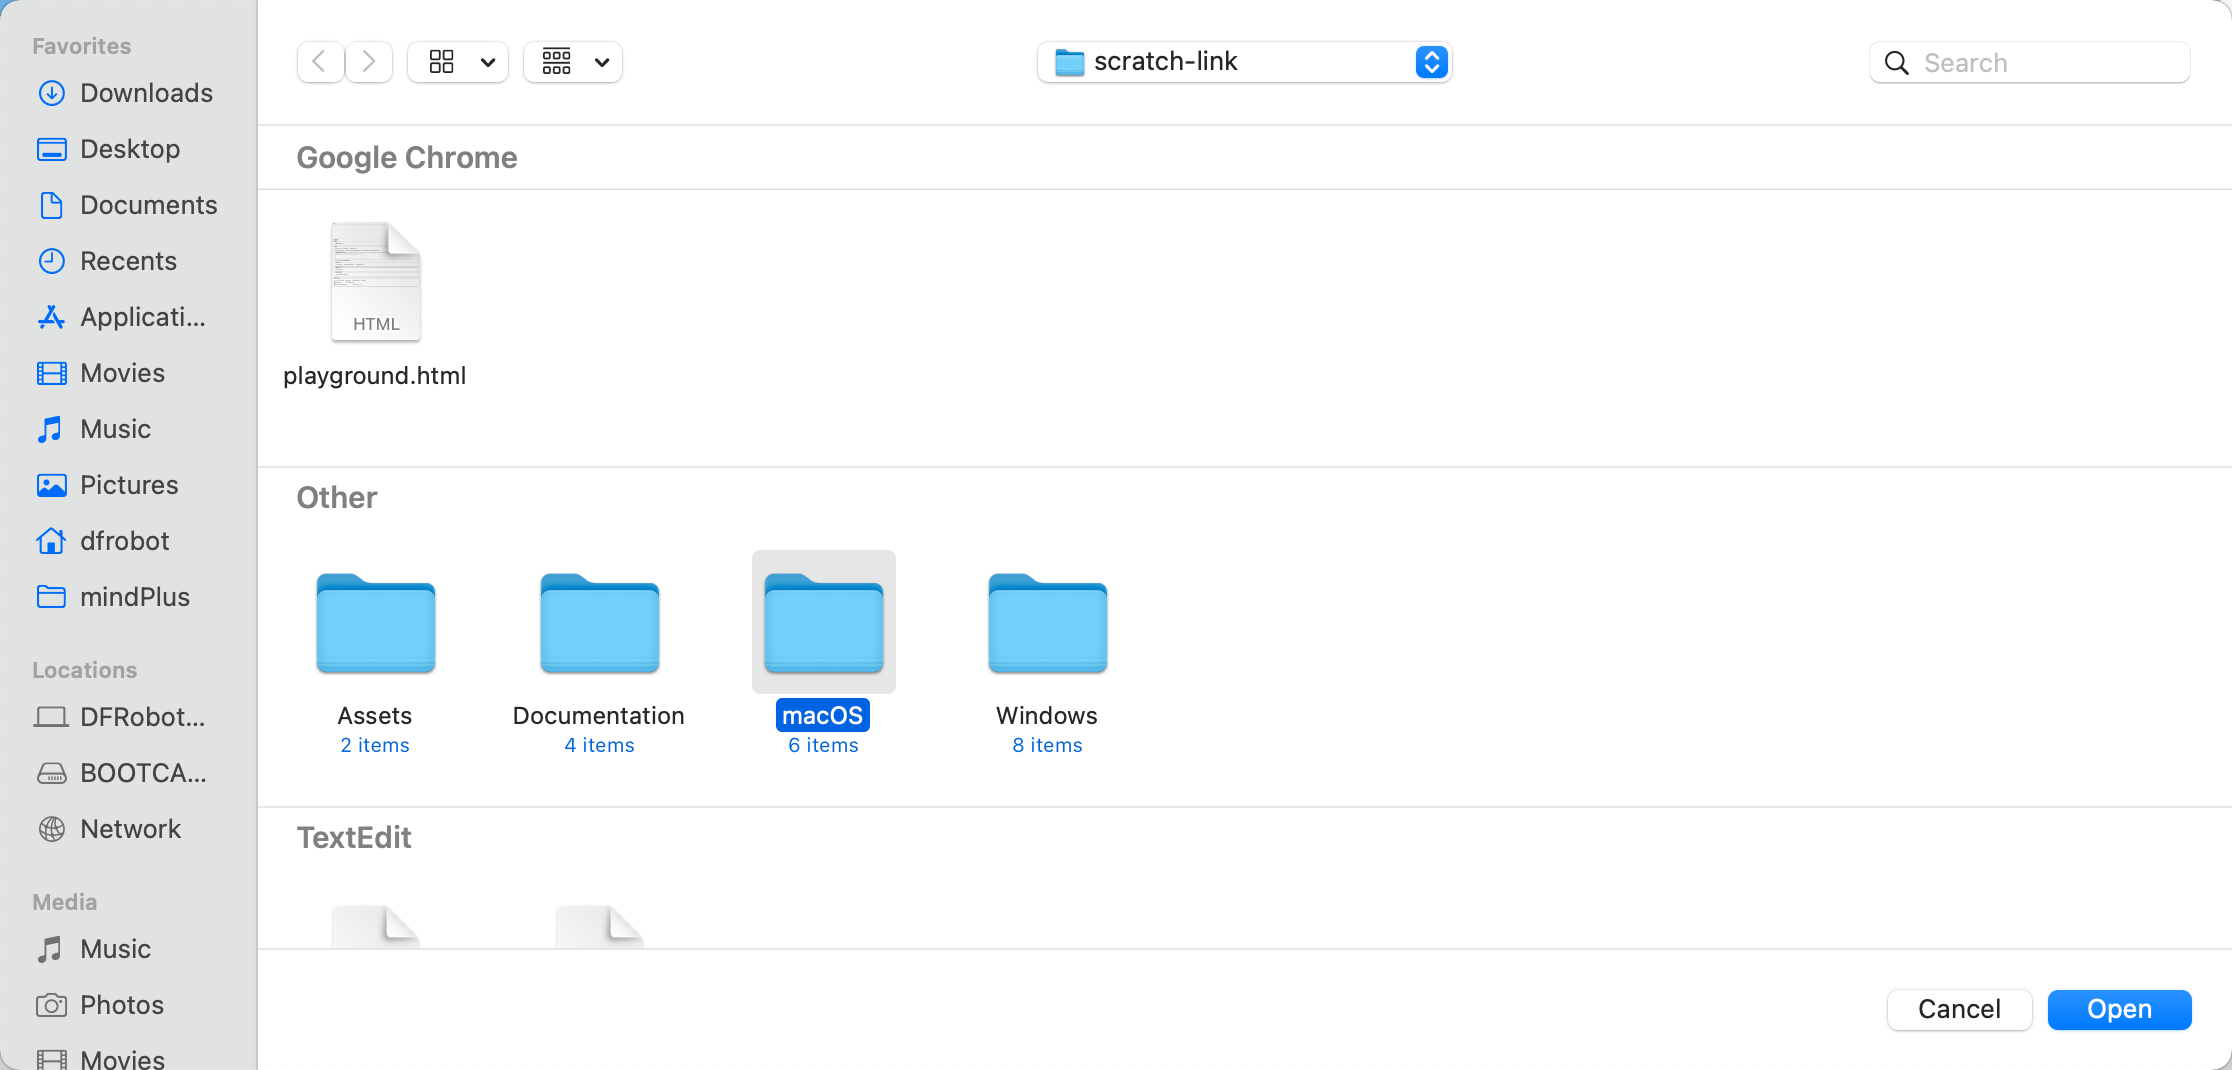 Favorites
Downloads
Desktop
Documents
Recents
Applicati...
Movies
Music
Pictures
dfrobot
mindPlus
Locations
DFRobot...
BOOTCA...
Network
Media
Music
Photos
Movies
scratch-link
Search
Google Chrome
HTML
playground.html
Other
Assets
2 items
Documentation
4 items
macOS
6 items
Windows
8 items
TextEdit
Cancel
Open